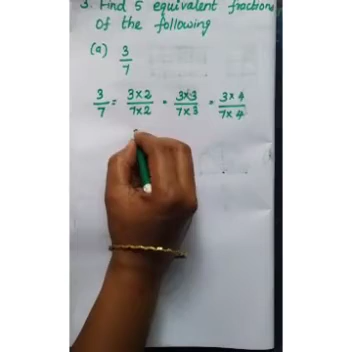 3. Find 5 equivalent fractions
of the following
(a) 3/7
3/7 = 3×2/7×2 = 3×3/7×3 = 3×4/7×4